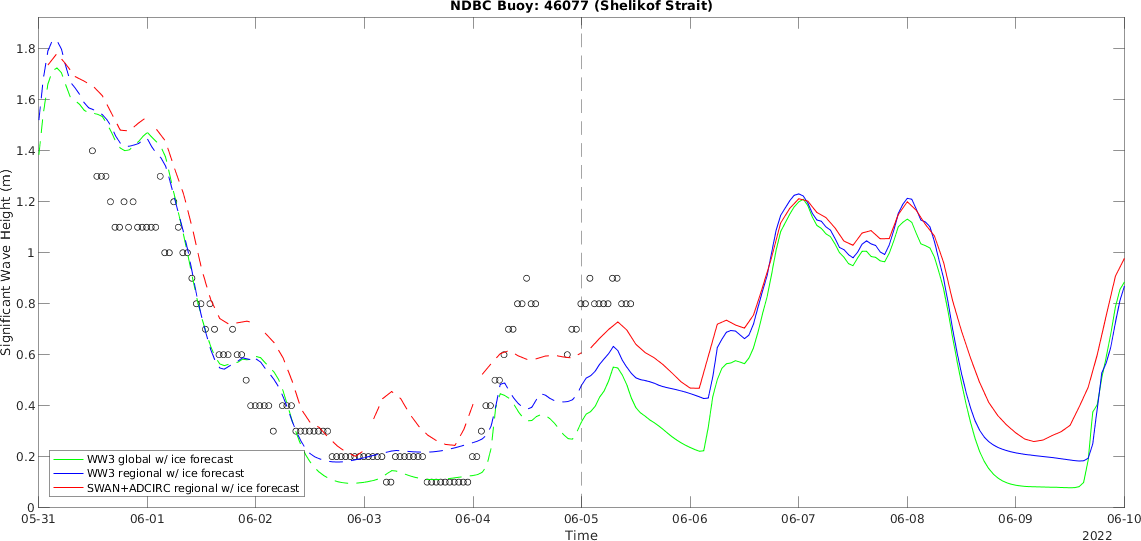 NDBC Buoy: 46077 (Shelikof Strait)
Significant Wave Height (m)
1.8
1.6
1.4
1.2
1
0.8
0.6
0.4
0.2
0
WW3 global w/ ice forecast
WW3 regional w/ ice forecast
SWAN+ADCIRC regional w/ ice forecast
05-31 06-01 06-02 06-03 06-04 06-05 06-06 06-07 06-08 06-09 06-10
Time
2022